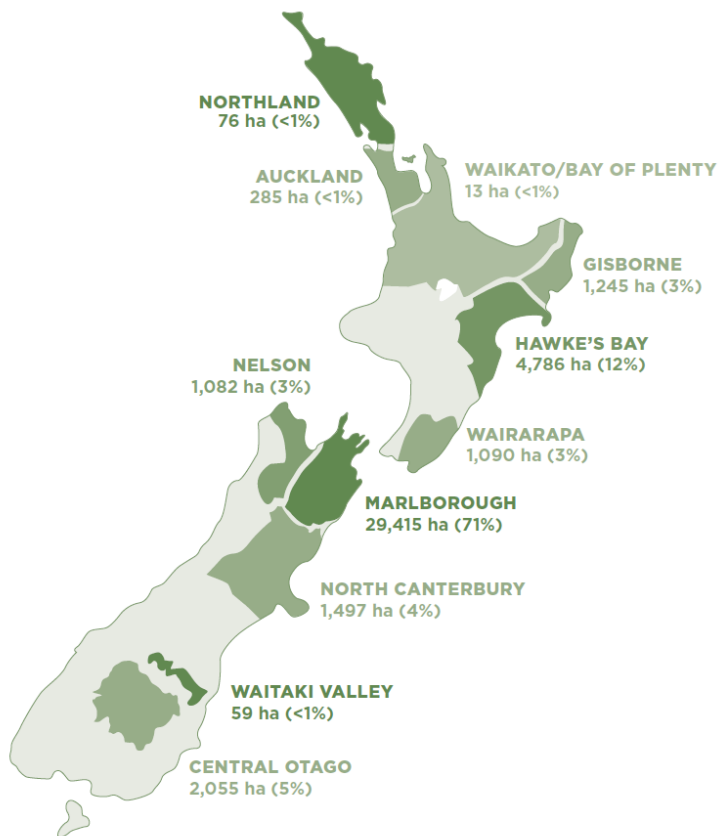 NORTHLAND
76 ha (<1%)
AUCKLAND
285 ha (<1%)
WAIKATO/BAY OF PLENTY
13 ha (<1%)
GISBORNE
1,245 ha (3%)
HAWKE'S BAY
4,786 ha (12%)
NELSON
1,082 ha (3%)
WAIRARAPA
1,090 ha (3%)
MARLBOROUGH
29,415 ha (71%)
NORTH CANTERBURY
1,497 ha (4%)
WAITAKI VALLEY
59 ha (<1%)
CENTRAL OTAGO
2,055 ha (5%)